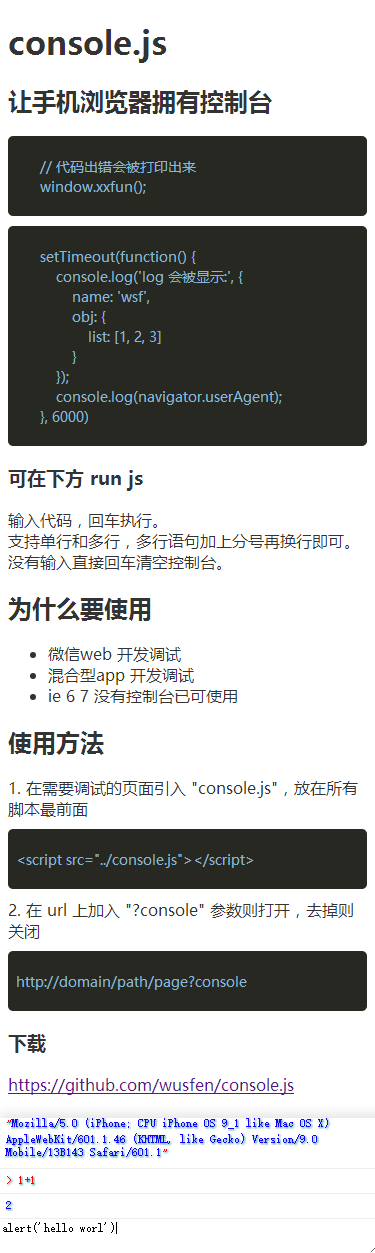 console.js
让手机浏览器拥有控制台
// 代码出错会被打印出来
window.xxfun();
setTimeout(function() {
console.log('log 会被显示:', {
name: 'wsf',
obj: {
list: [1, 2, 3]
}
});
console.log(navigator.userAgent);
}, 6000)
可在下方 run js
输入代码，回车执行。
支持单行和多行，多行语句加上分号再换行即可。
没有输入直接回车清空控制台。
为什么要使用
• 微信web 开发调试
• 混合型app 开发调试
• ie 6 7 没有控制台已可使用
使用方法
1. 在需要调试的页面引入 "console.js"，放在所有
脚本最前面
<script src="../console.js"></script>
2. 在 url 上加入 "?console" 参数则打开，去掉则
关闭
http://domain/path/page?console
下载
https://github.com/wusfen/console.js
"Mozilla/5.0 (iPhone; CPU iPhone OS 9_1 like Mac OS X)
AppleWebKit/601.1.46 (KHTML, like Gecko) Version/9.0
Mobile/13B143 Safari/601.1"
> 1+1
2
alert('hello worl')